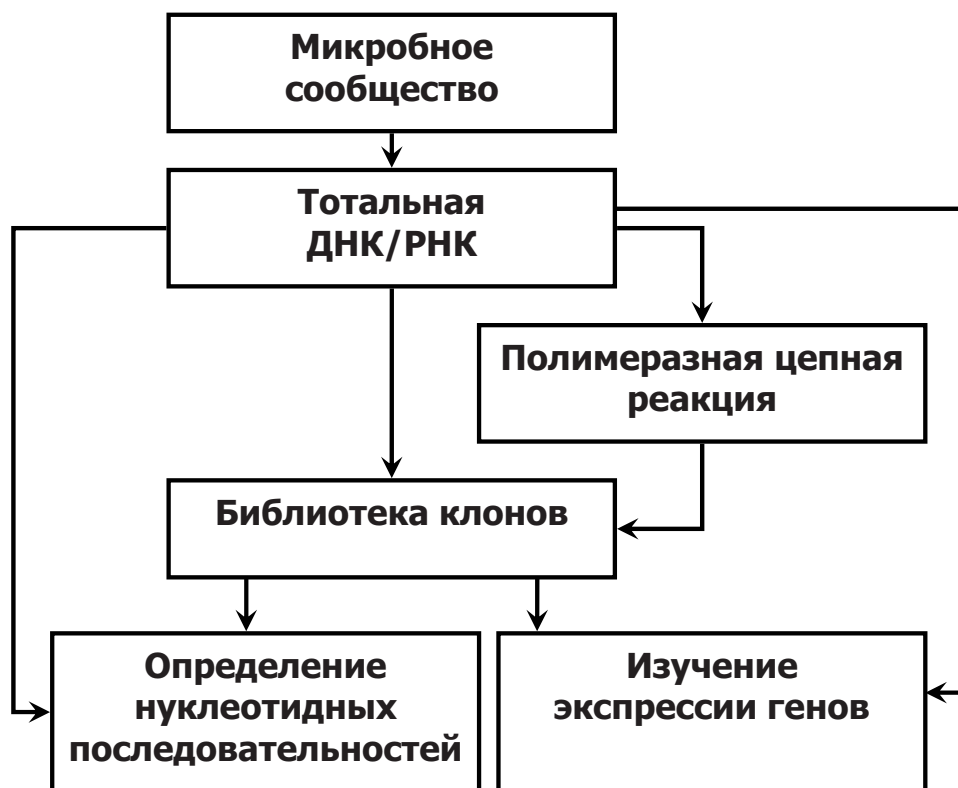 Микробное
сообщество
Тотальная
ДНК/РНК
Полимеразная цепная
реакция
Библиотека клонов
Определение
нуклеотидных
последовательностей
Изучение
экспрессии генов